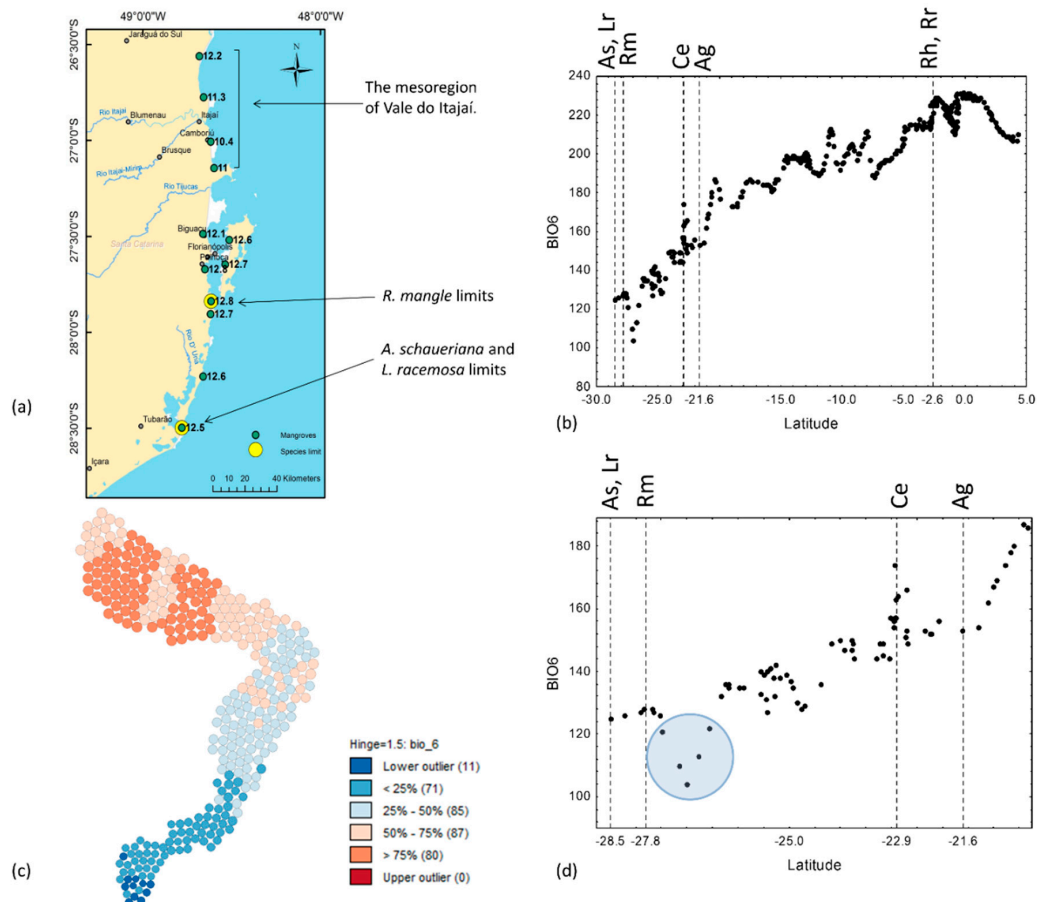 49°0'0"W
48°0'0"W
26°30'0"S
27°0'0"S
27°30'0"S
28°0'0"S
28°30'0"S
Jaraguá do Sul
N
12.2
11.3
Rio Itajaí
Blumenau
Itajaí
Camboriú
10.4
Brusque
Rio Itajaí Mirim
11
Rio Tijucas
Santa Catarina
Biguaçu
12.1
12.6
Florianópolis
12.7
12.8
12.8
12.7
Rio D' Una
12.6
Tubarão
12.5
Içara
Mangroves
Species limit
0 10 20 40 Kilometers
The mesoregion
of Vale do Itajaí.
R. mangle limits
A. schaueriana and
L. racemosa limits
(a)
(b)
As, Lr
Rm
Ce
Ag
Rh, Rr
BIO6
240
220
200
180
160
140
120
100
80
-30.0
-25.0
-21.6
-15.0
-10.0
-5.0
-2.6
0.0
5.0
Latitude
(c)
Hinge=1.5: bio_6
Lower outlier (11)
< 25% (71)
25% - 50% (85)
50% - 75% (87)
> 75% (80)
Upper outlier (0)
(d)
As, Lr
Rm
Ce
Ag
BIO6
180
160
140
120
100
-28.5
-27.8
-25.0
-22.9
-21.6
Latitude